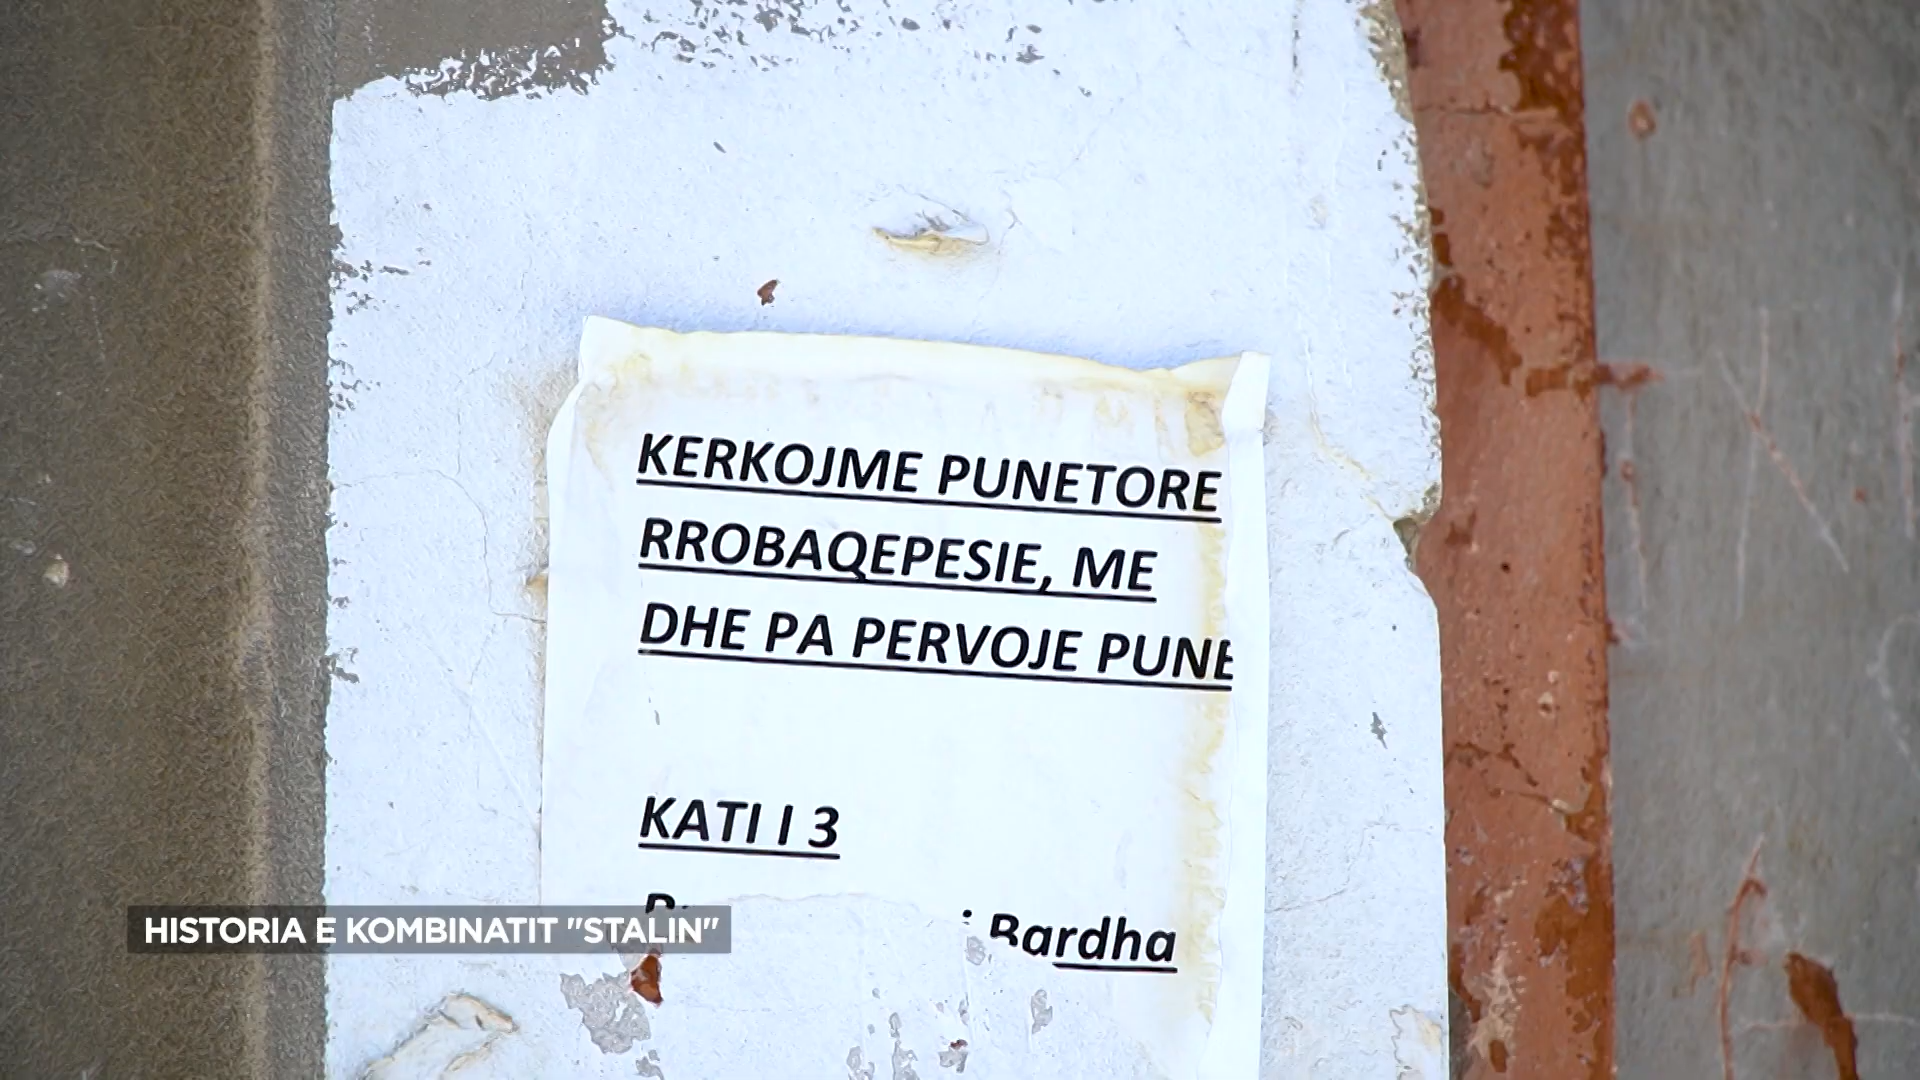 KERKOJME PUNETORE
RROBAQEPESIE, ME
DHE PA PERVOJE PUNE
KATI I 3
Bardha
HISTORIA E KOMBINATIT "STALIN"